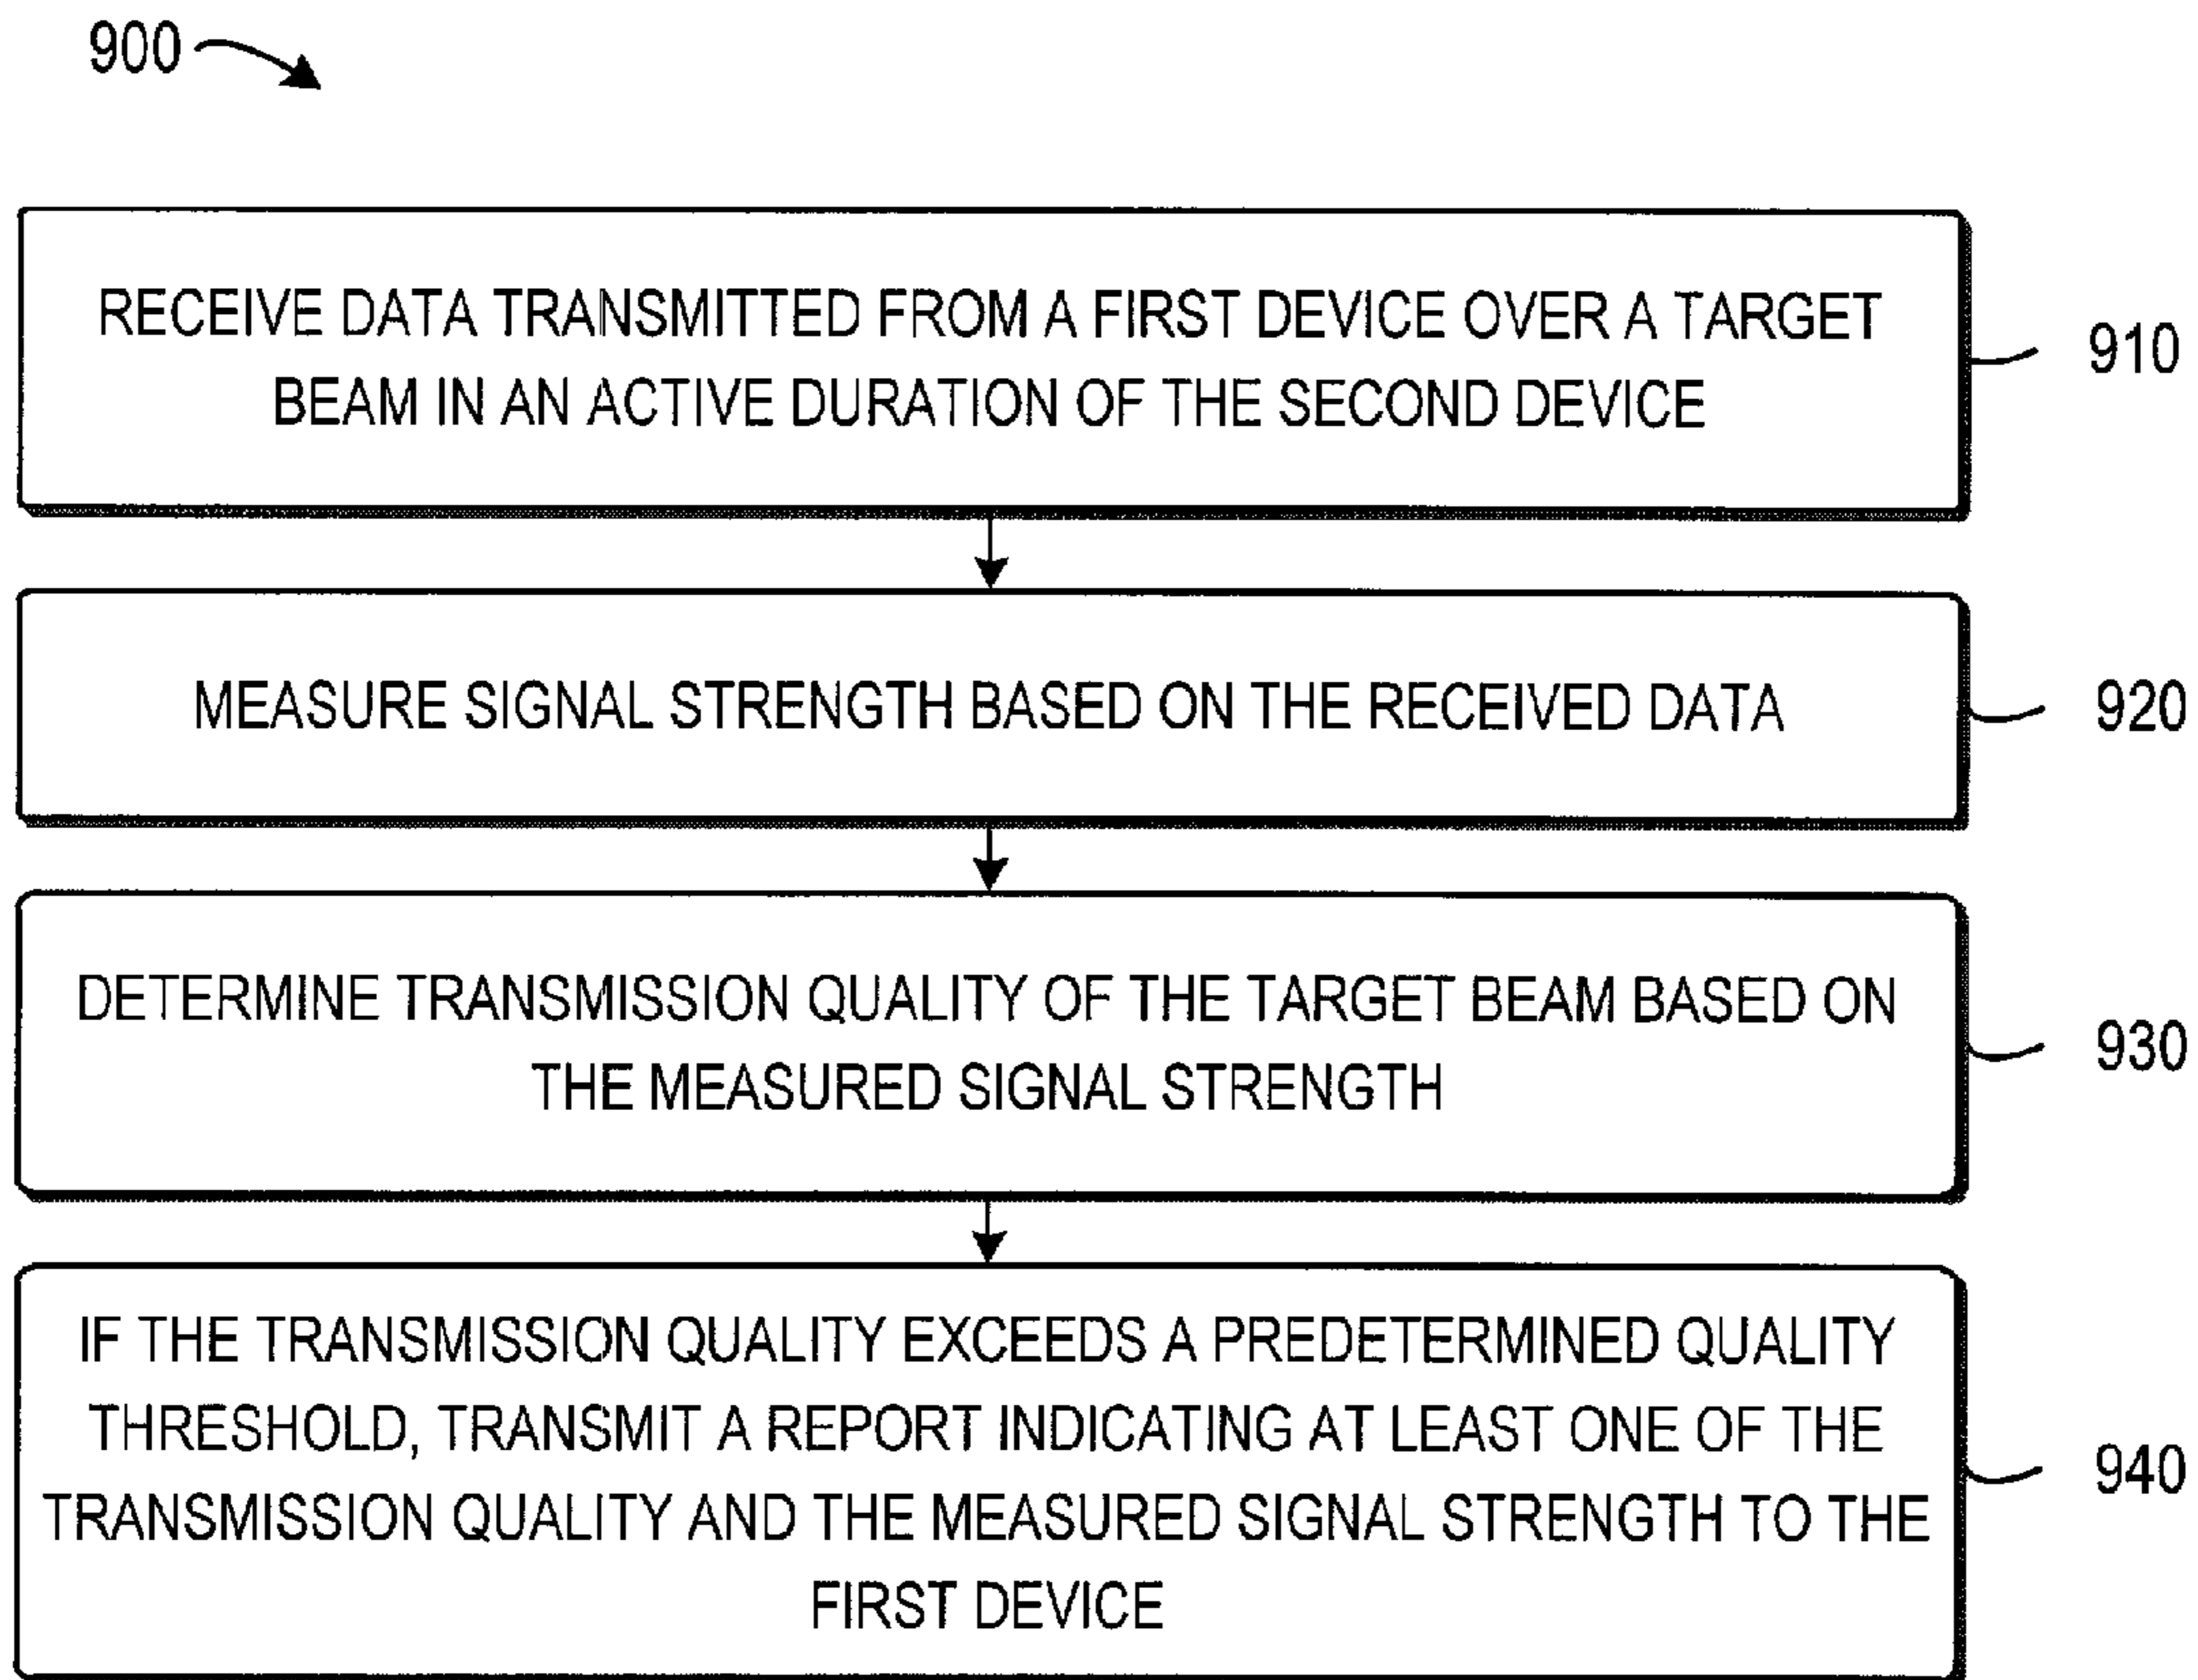 900
RECEIVE DATA TRANSMITTED FROM A FIRST DEVICE OVER A TARGET
BEAM IN AN ACTIVE DURATION OF THE SECOND DEVICE
910
MEASURE SIGNAL STRENGTH BASED ON THE RECEIVED DATA
920
DETERMINE TRANSMISSION QUALITY OF THE TARGET BEAM BASED ON
THE MEASURED SIGNAL STRENGTH
930
IF THE TRANSMISSION QUALITY EXCEEDS A PREDETERMINED QUALITY
THRESHOLD, TRANSMIT A REPORT INDICATING AT LEAST ONE OF THE
TRANSMISSION QUALITY AND THE MEASURED SIGNAL STRENGTH TO THE
FIRST DEVICE
940